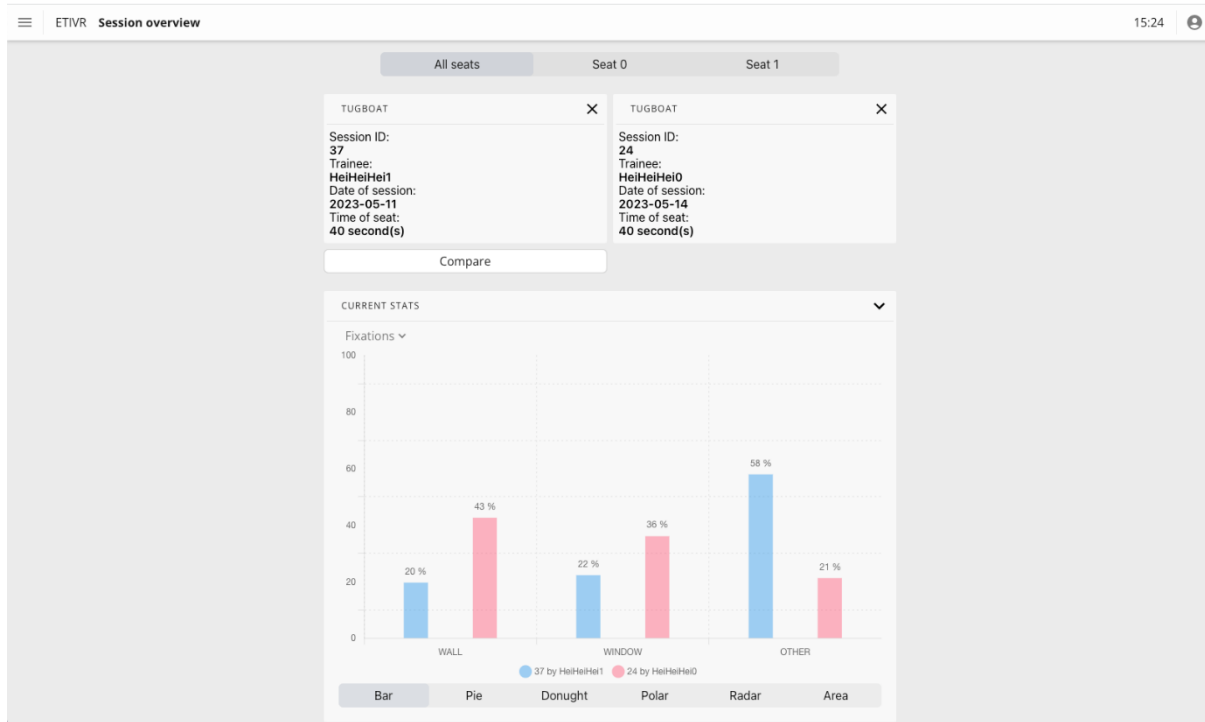 ETIVR Session overview 15:24
All seats Seat 0 Seat 1
TUGBOAT
Session ID:
37
Trainee:
HeiHeiHei1
Date of session:
2023-05-11
Time of seat:
40 second(s)
TUGBOAT
Session ID:
24
Trainee:
HeiHeiHei0
Date of session:
2023-05-14
Time of seat:
40 second(s)
Compare
CURRENT STATS
Fixations
100
80
60
40
20
0
20 %
43 %
22 %
36 %
58 %
21 %
WALL WINDOW OTHER
37 by HeiHeiHei1 24 by HeiHeiHei0
Bar Pie Donught Polar Radar Area